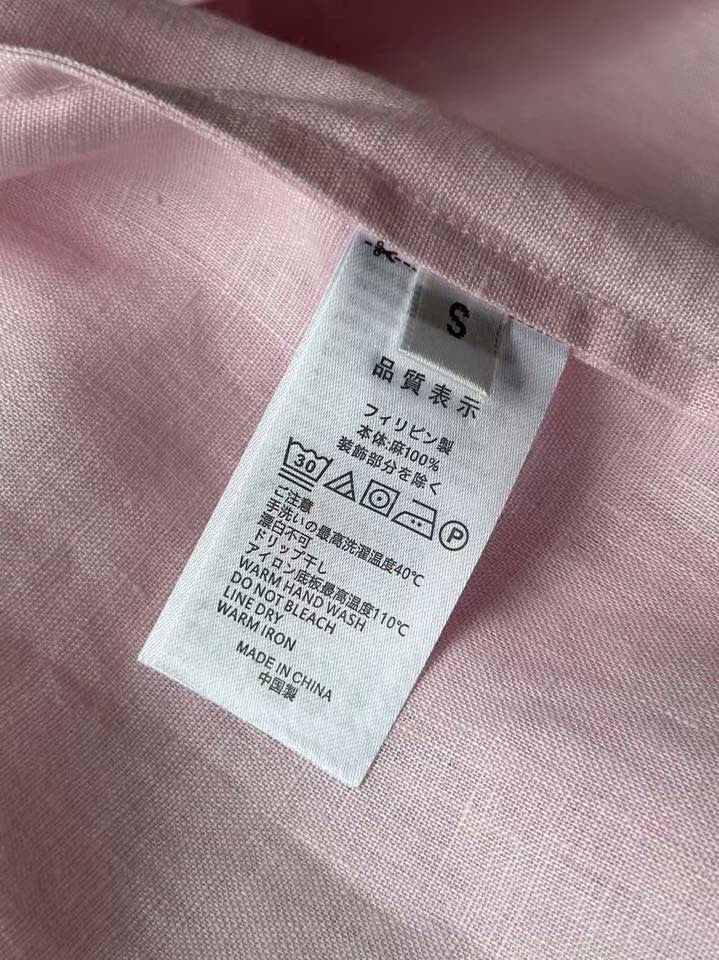 S
品質表示
フィリピン製
本体:麻100%
装飾部分を除く
30
P
ご注意
手洗いの最高洗濯温度40℃
漂白不可
ドリップ干し
アイロン底板最高温度110℃
WARM HAND WASH
DO NOT BLEACH
LINE DRY
WARM IRON
MADE IN CHINA
中国製